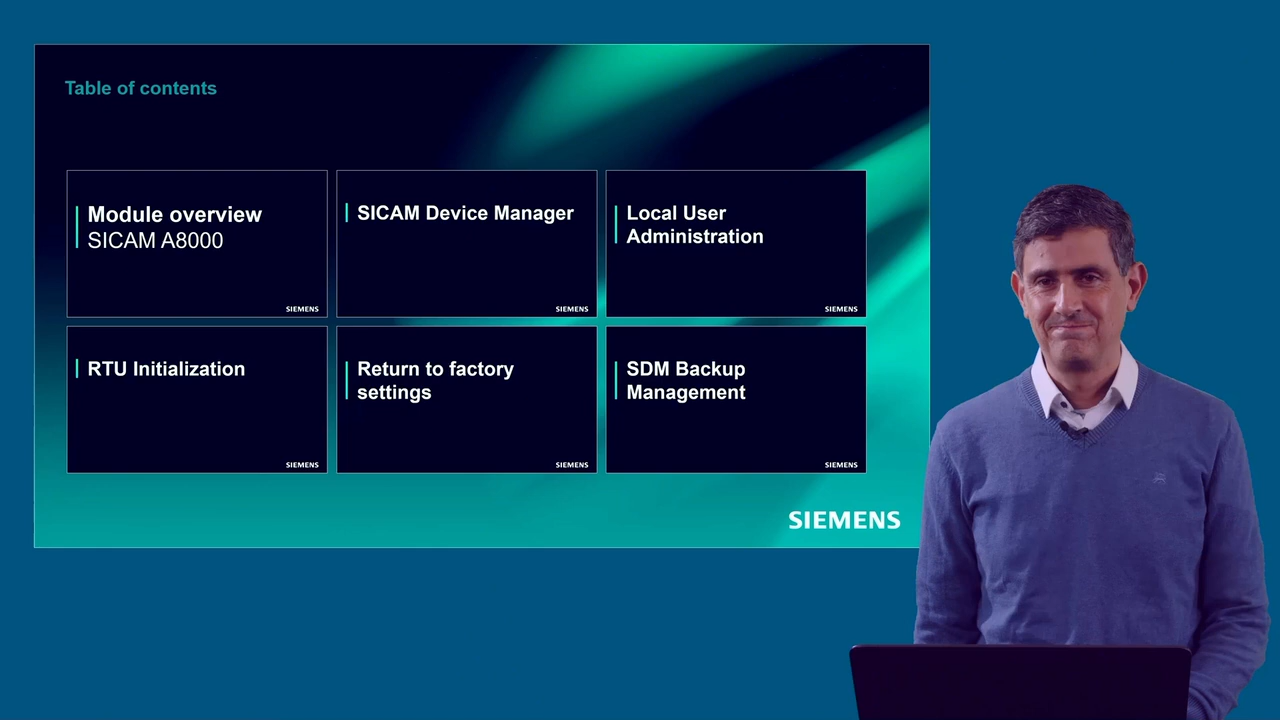 Table of contents
Module overview
SICAM A8000
SIEMENS
SICAM Device Manager
SIEMENS
Local User
Administration
SIEMENS
RTU Initialization
SIEMENS
Return to factory
settings
SIEMENS
SDM Backup
Management
SIEMENS
SIEMENS